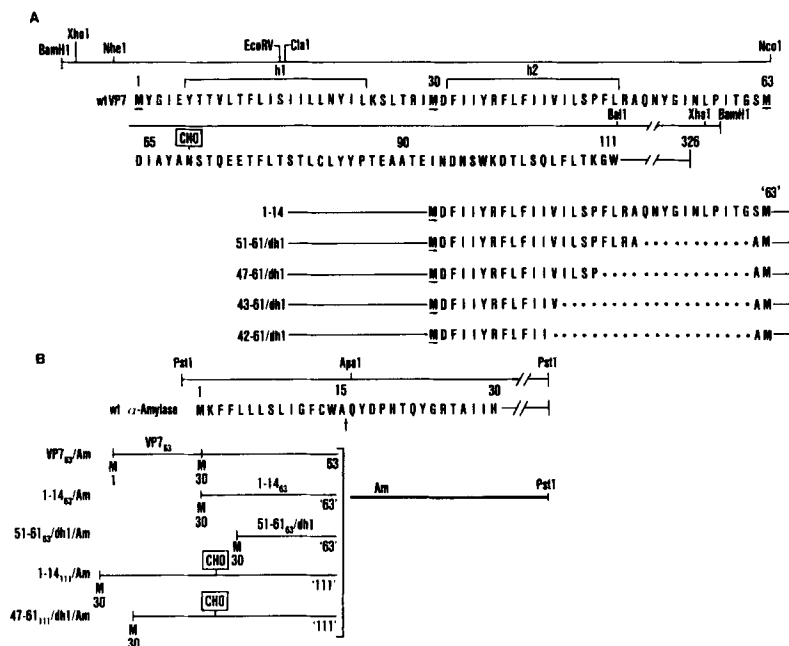 A
BamH1 Xho1 Nhe1 EcoRV Cla1 Nco1
1 h1 30 h2 63
wtVP7 MYGIEYTTVLTFLISIILLNYILKSLTRIMDFIIYRFLFIIVILSPFLRAQNYGINLPITGSM
Bal1 Xho1 BamH1
65 CHO 90 111 326
DIAYANSTQEETFLTSTLCLYYPTEAATEINDNSWKDTLSQLFLTKGW
'63'
1-14 MDFIIYRFLFIIVILSPFLRAQNYGINLPITGSM
51-61/dh1 MDFIIYRFLFIIVILSPFLRA···········AM
47-61/dh1 MDFIIYRFLFIIVILSP···············AM
43-61/dh1 MDFIIYRFLFIIV···················AM
42-61/dh1 MDFIIYRFLFII····················AM
B
Pst1 Apa1 Pst1
1 15 30
wt α-Amylase MKFFLLLSLIGFCWAQYDPHTQYGRTAIIH
↑
VP7₆₃
VP7₆₃/Am M 1 M 30 63
1-14₆₃/Am M 30 1-14₆₃ '63' Am Pst1
51-61₆₃/dh1/Am M 30 51-61₆₃/dh1 '63'
CHO
1-14₁₁₁/Am M 30 '111'
CHO
47-61₁₁₁/dh1/Am M 30 '111'